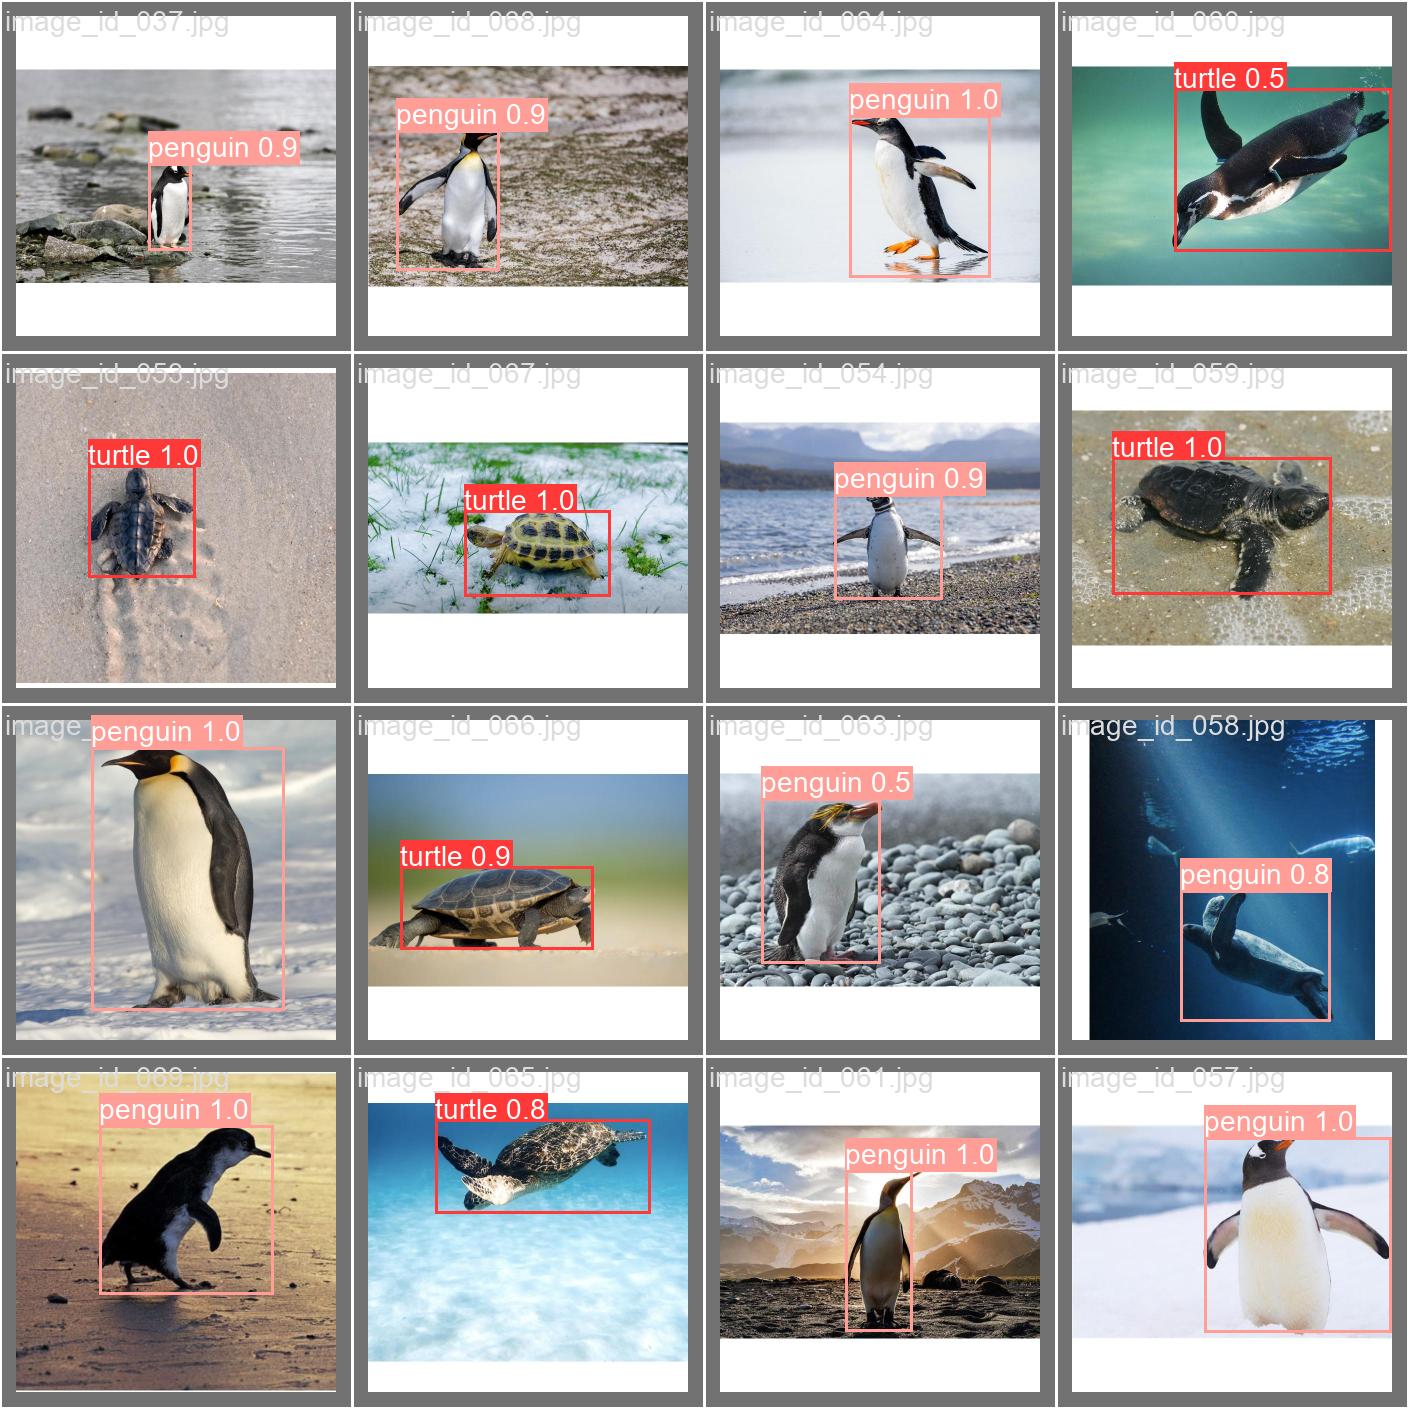 image_id_037.jpg
penguin 0.9
image_id_068.jpg
penguin 0.9
image_id_064.jpg
penguin 1.0
image_id_060.jpg
turtle 0.5
image_id_053.jpg
turtle 1.0
image_id_067.jpg
turtle 1.0
image_id_054.jpg
penguin 0.9
image_id_059.jpg
turtle 1.0
image_
penguin 1.0
image_id_066.jpg
turtle 0.9
image_id_063.jpg
penguin 0.5
image_id_058.jpg
penguin 0.8
image_id_069.jpg
penguin 1.0
image_id_065.jpg
turtle 0.8
image_id_061.jpg
penguin 1.0
image_id_057.jpg
penguin 1.0